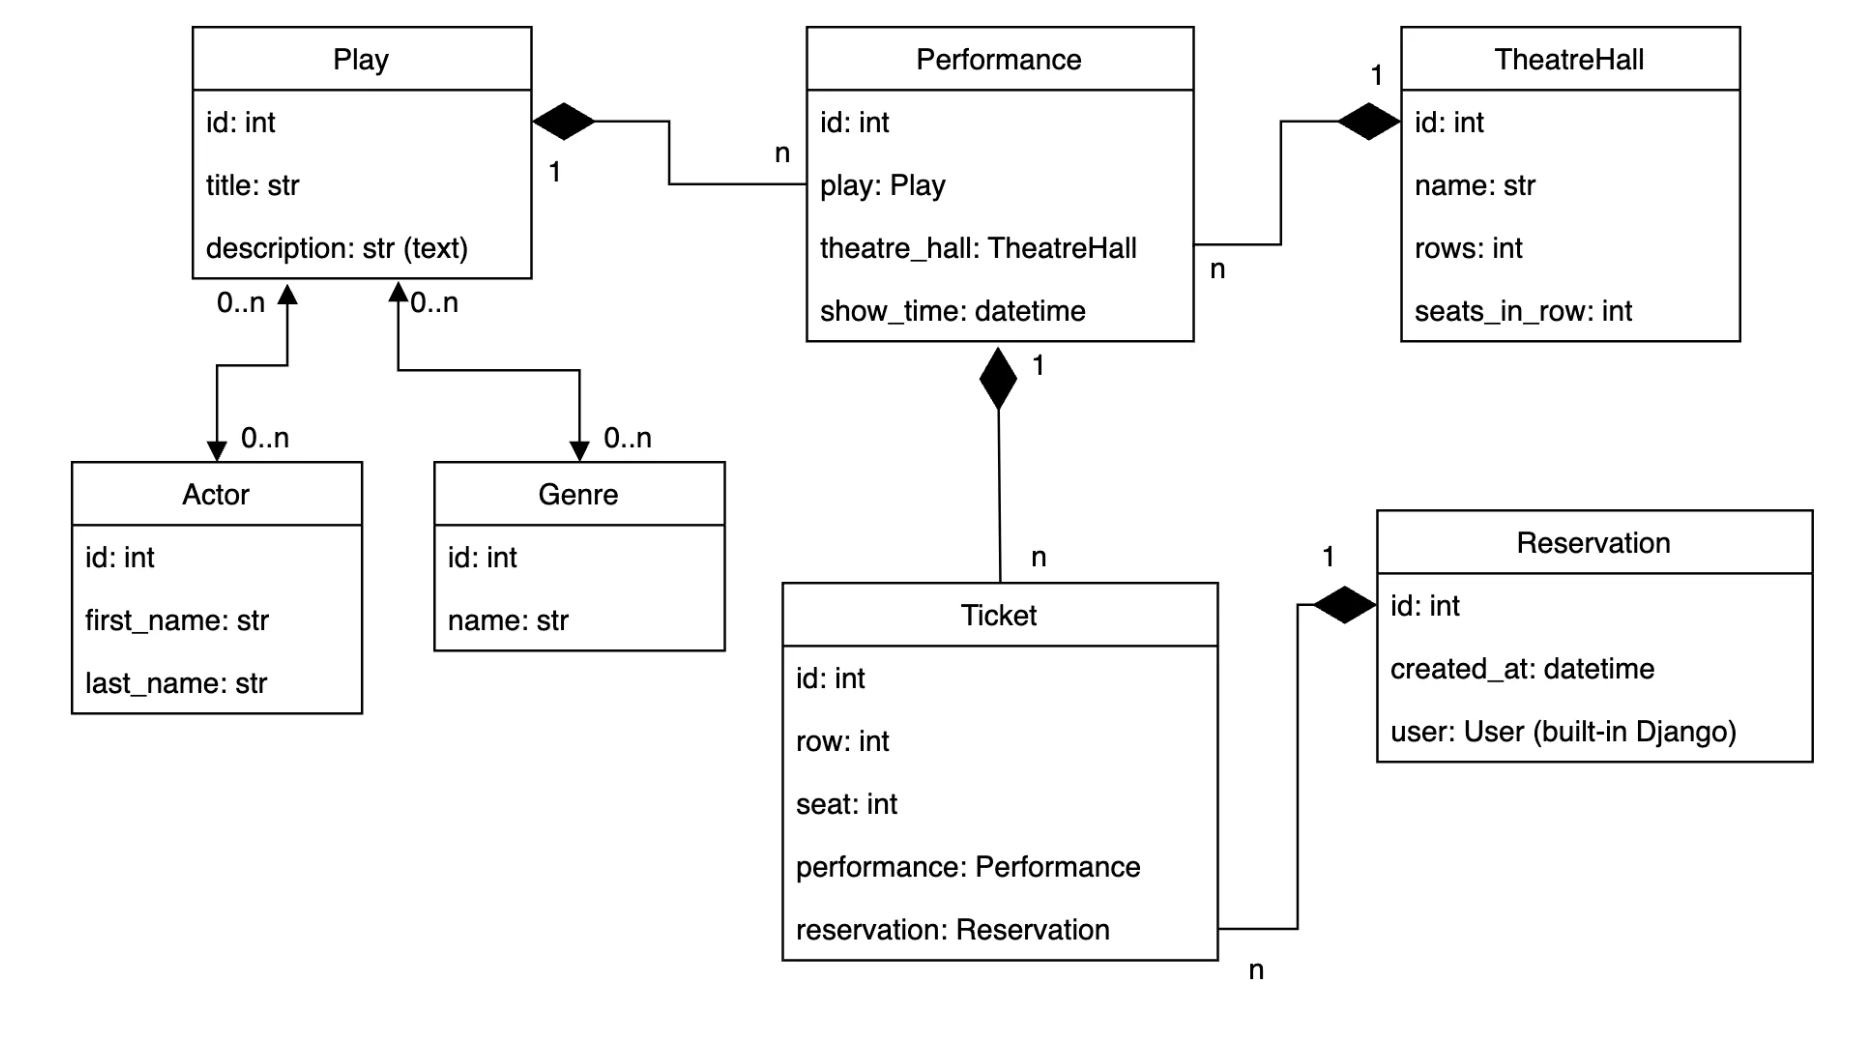 Play
id: int
title: str
description: str (text)
1
n
Performance
id: int
play: Play
theatre_hall: TheatreHall
show_time: datetime
1
n
TheatreHall
id: int
name: str
rows: int
seats_in_row: int
0..n
0..n
0..n
0..n
Actor
id: int
first_name: str
last_name: str
Genre
id: int
name: str
1
n
Ticket
id: int
row: int
seat: int
performance: Performance
reservation: Reservation
1
n
Reservation
id: int
created_at: datetime
user: User (built-in Django)